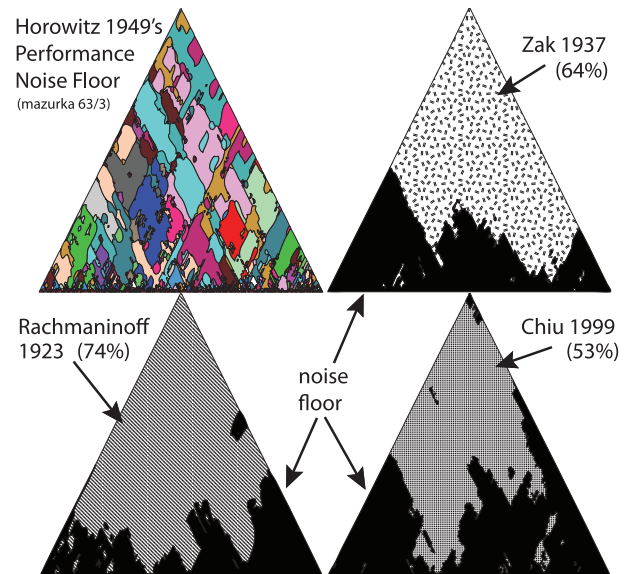 Horowitz 1949's
Performance
Noise Floor
(mazurka 63/3)
Zak 1937
(64%)
Rachmaninoff
1923 (74%)
noise
floor
Chiu 1999
(53%)